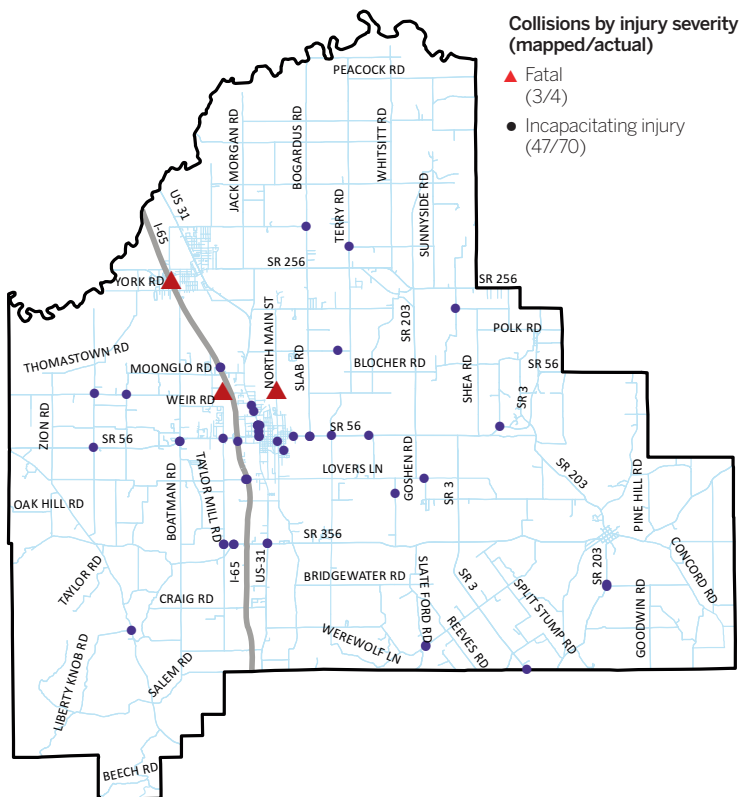 Collisions by injury severity
(mapped/actual)
Fatal
(3/4)
Incapacitating injury
(47/70)
PEACOCK RD
JACK MORGAN RD
BOGARDUS RD
WHITSITT RD
US 31
I-65
TERRY RD
SUNNYSIDE RD
SR 256
YORK RD
SR 256
NORTH MAIN ST
SLAB RD
SR 203
POLK RD
THOMASTOWN RD
MOONGLO RD
BLOCHER RD
SHEA RD
SR 56
WEIR RD
SR 3
ZION RD
SR 56
SR 56
BOATMAN RD
TAYLOR MILL RD
LOVERS LN
GOSHEN RD
SR 3
SR 203
PINE HILL RD
OAK HILL RD
SR 356
TAYLOR RD
I-65
US-31
BRIDGEWATER RD
SLATE FORD RD
SR 3
SPLIT STUMP RD
SR 203
GOODWIN RD
CONCORD RD
CRAIG RD
WEREWOLF LN
REEVES RD
LIBERTY KNOB RD
SALEM RD
BEECH RD